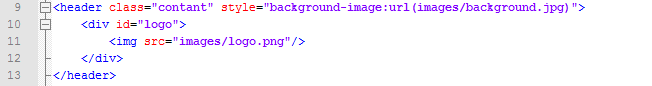 9 <header class="contant" style="background-image:url(images/background.jpg)">
10 <div id="logo">
11 <img src="images/logo.png"/>
12 </div>
13 </header>